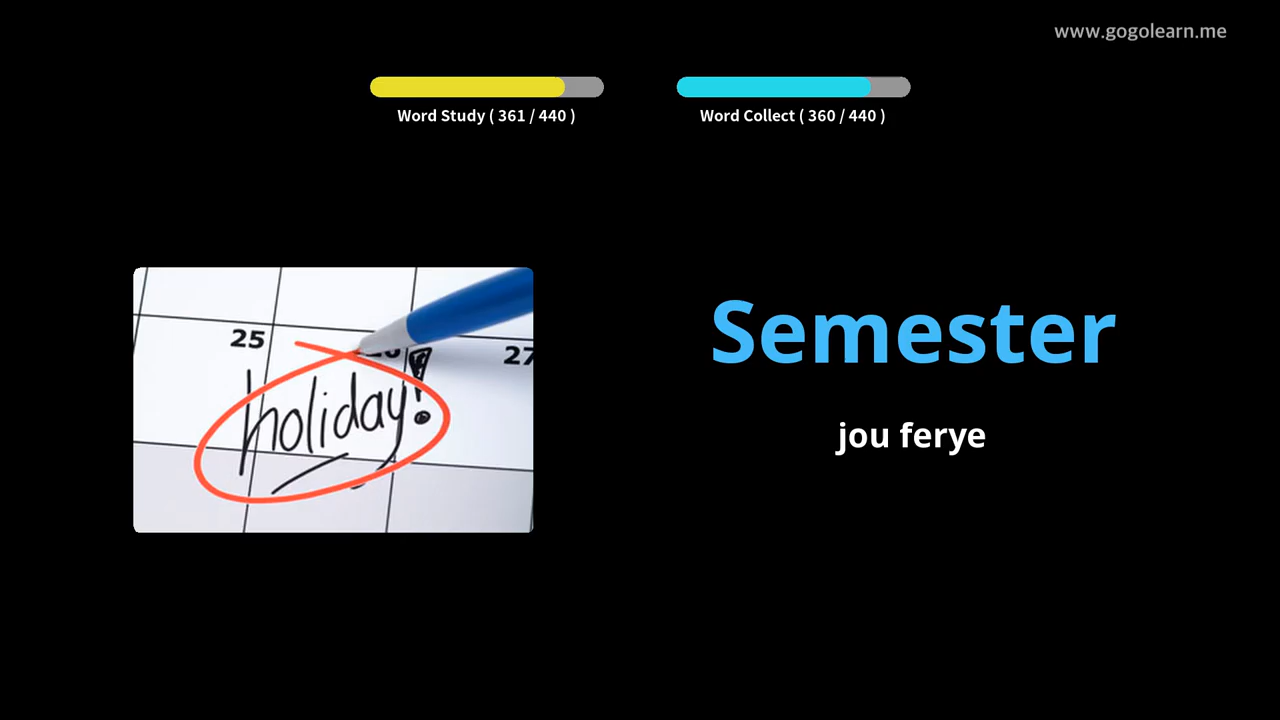 www.gogolearn.me
Word Study ( 361 / 440 )
Word Collect ( 360 / 440 )
25
27
holiday!
Semester
jou ferye